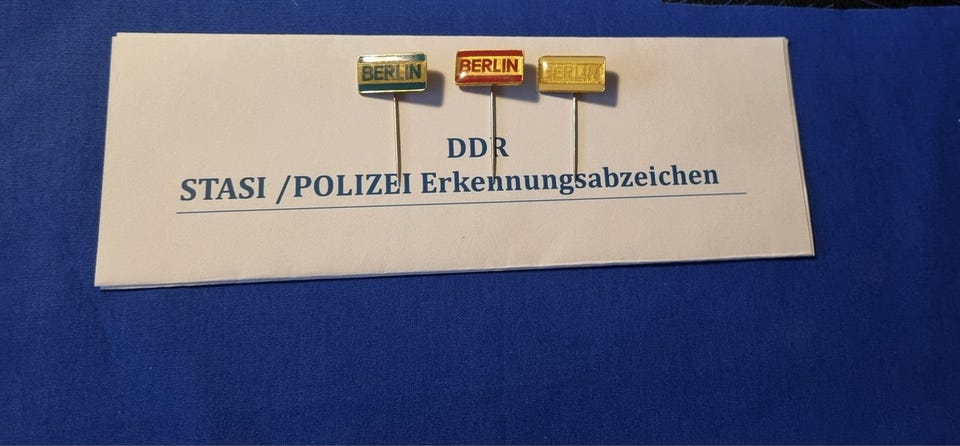 BERLIN BERLIN BERLIN
DDR
STASI /POLIZEI Erkennungsabzeichen